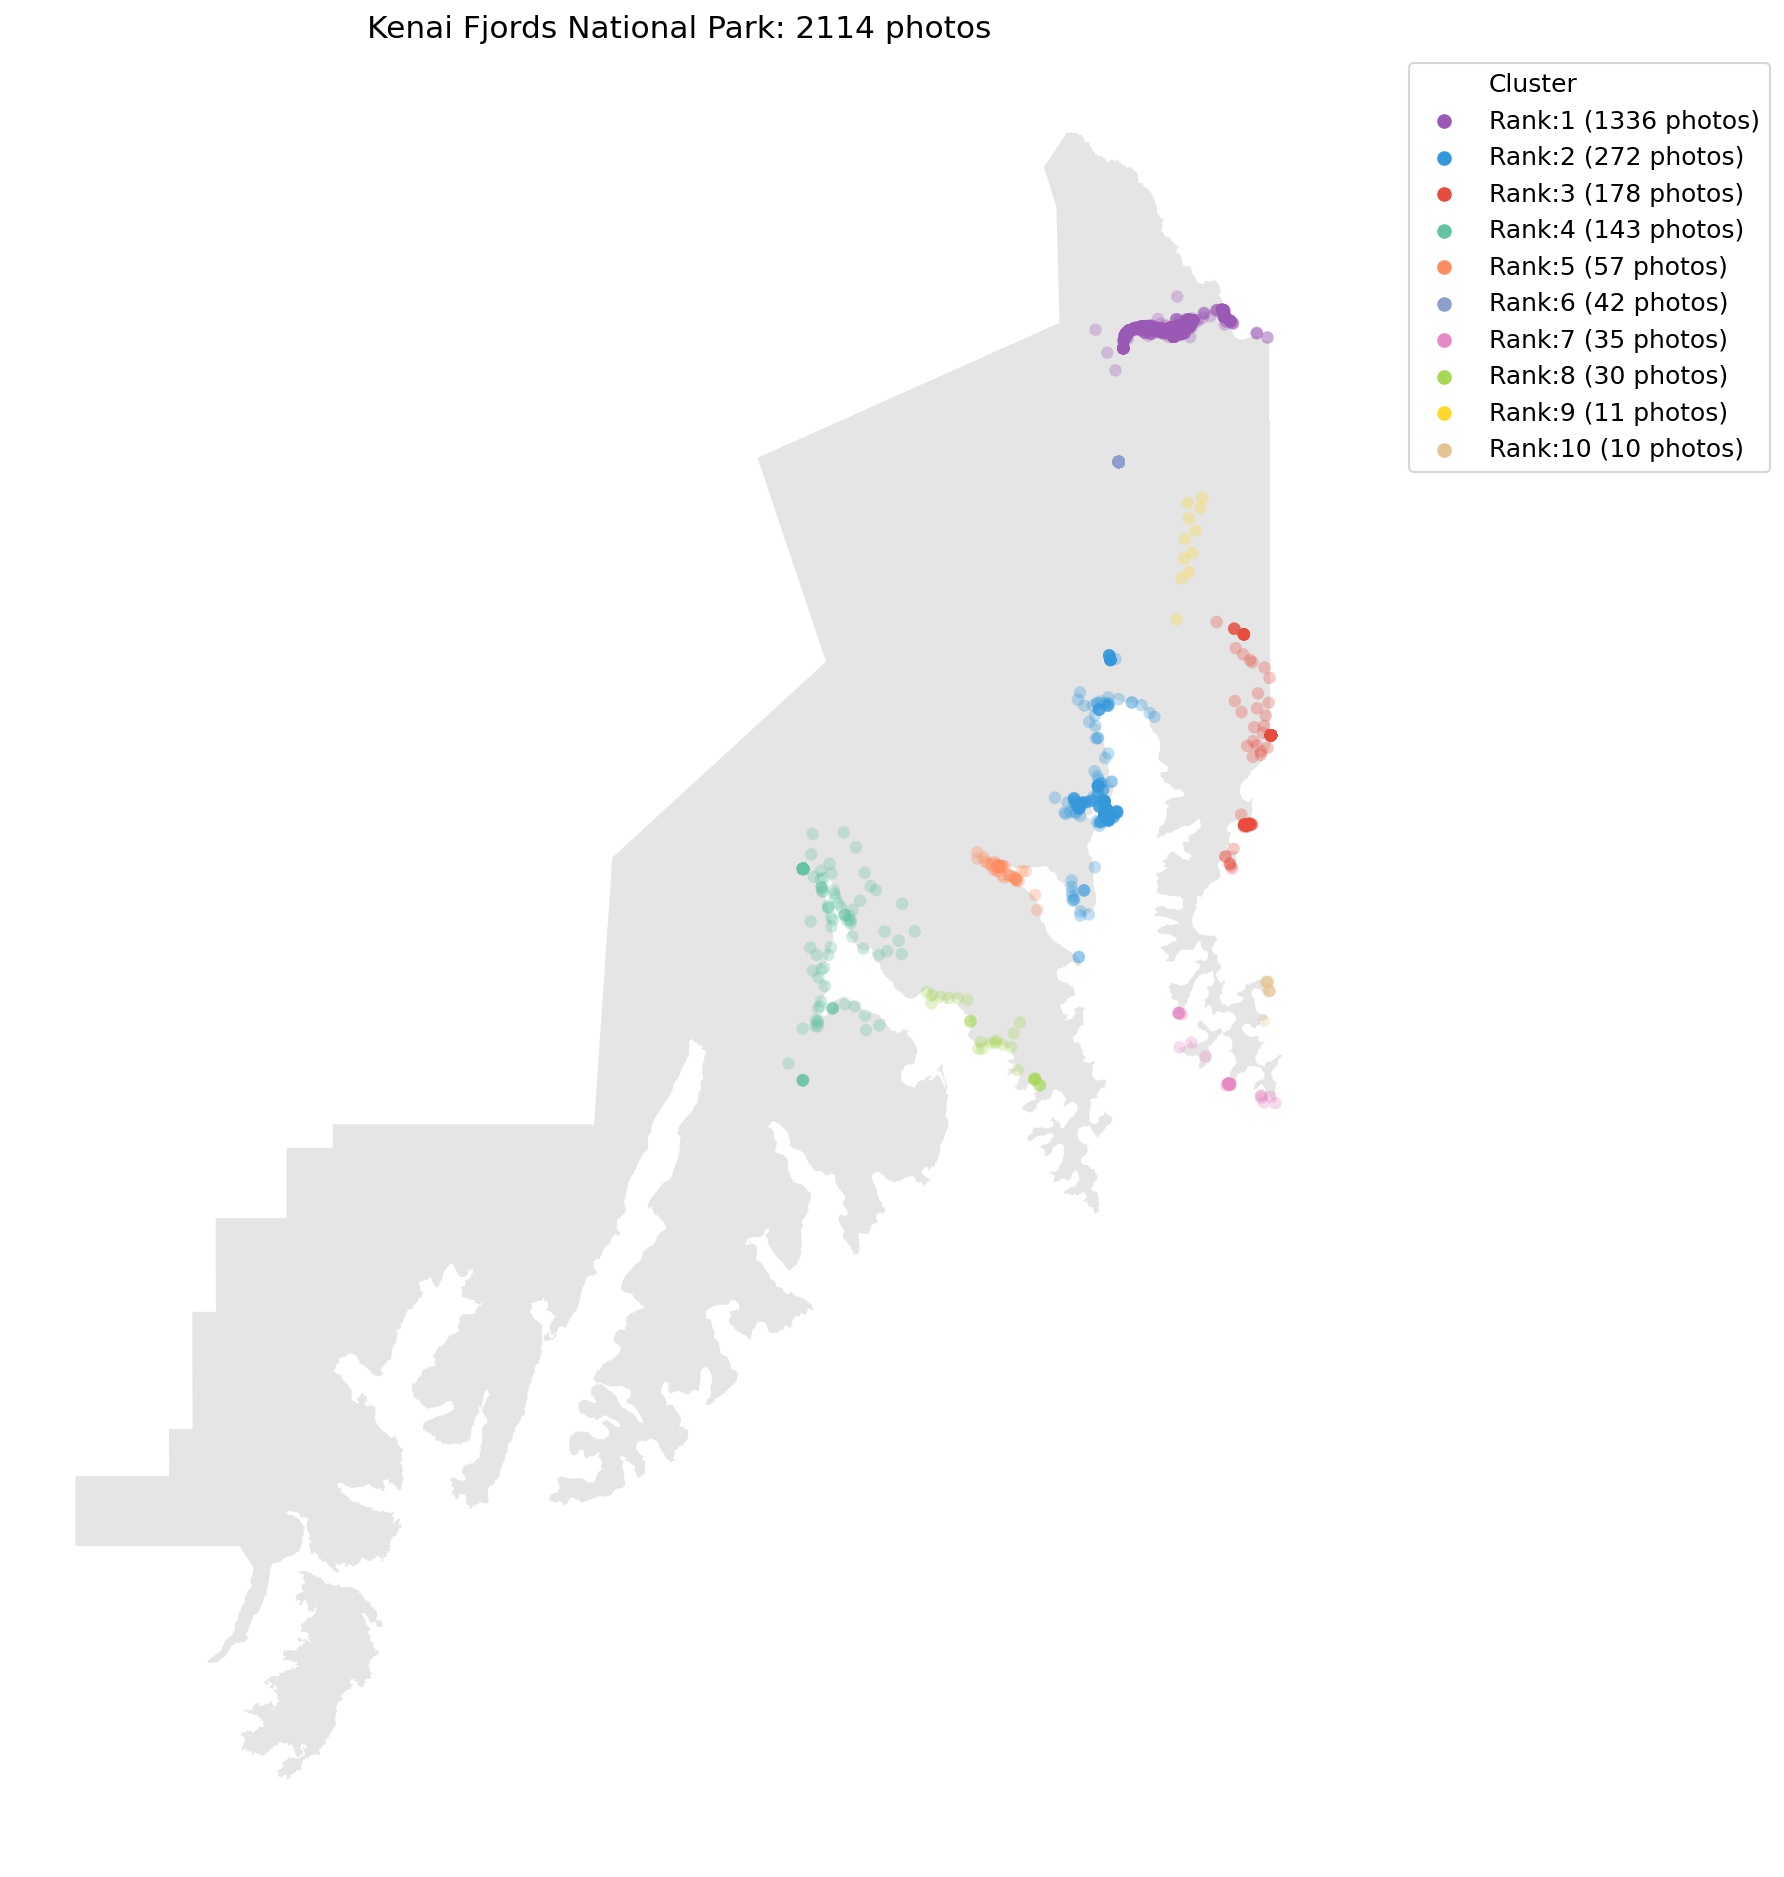 Kenai Fjords National Park: 2114 photos
Cluster
Rank:1 (1336 photos)
Rank:2 (272 photos)
Rank:3 (178 photos)
Rank:4 (143 photos)
Rank:5 (57 photos)
Rank:6 (42 photos)
Rank:7 (35 photos)
Rank:8 (30 photos)
Rank:9 (11 photos)
Rank:10 (10 photos)